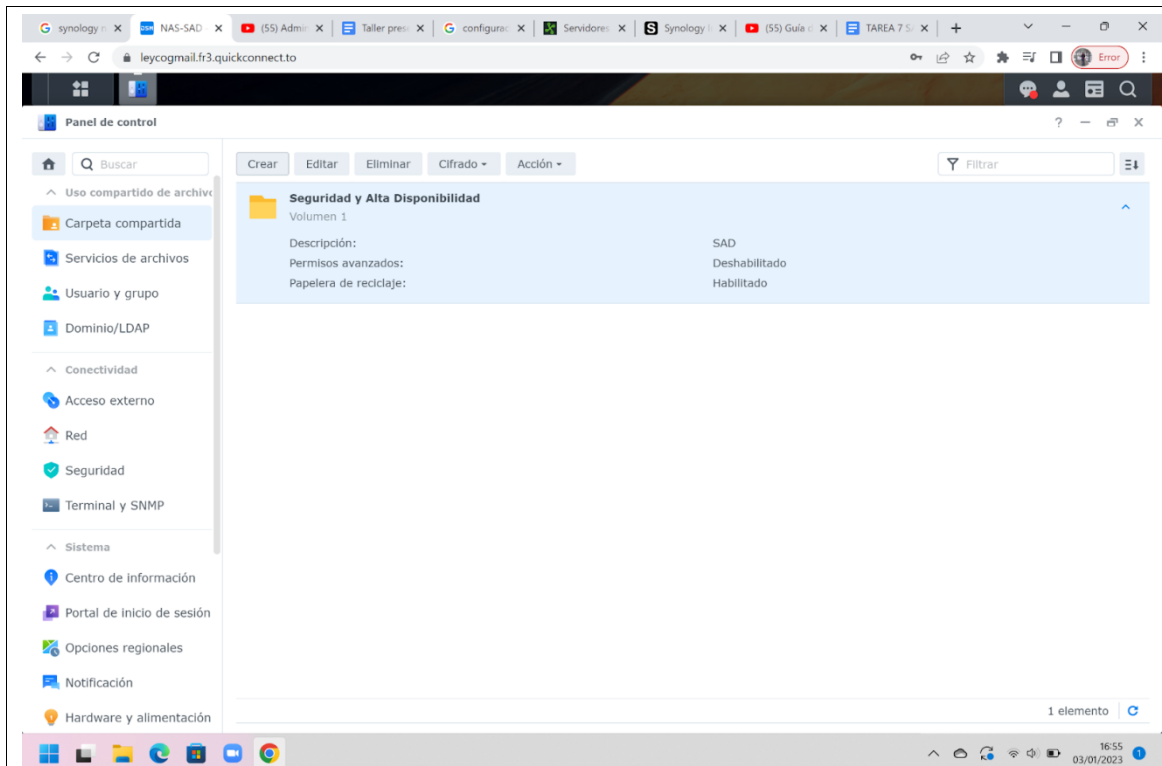 synology n
NAS-SAD
(55) Admir
Taller prese
configurac
Servidores
Synology I
(55) Guía d
TAREA 7 S
leycogmail.fr3.quickconnect.to
Error
Panel de control
Buscar
Crear Editar Eliminar Cifrado Acción
Filtrar
Uso compartido de archivo
Seguridad y Alta Disponibilidad
Volumen 1
Carpeta compartida
Descripción: SAD
Servicios de archivos
Permisos avanzados: Deshabilitado
Papelera de reciclaje: Habilitado
Usuario y grupo
Dominio/LDAP
Conectividad
Acceso externo
Red
Seguridad
Terminal y SNMP
Sistema
Centro de información
Portal de inicio de sesión
Opciones regionales
Notificación
Hardware y alimentación
1 elemento
16:55
03/01/2023
1